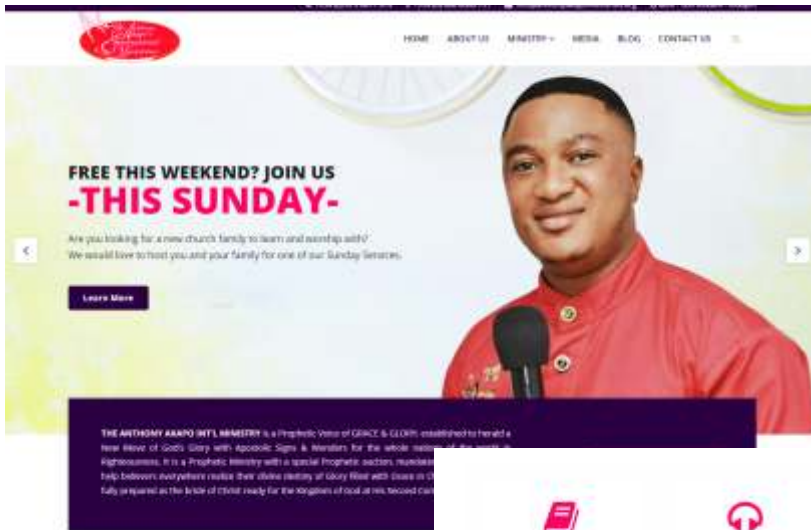 HOME ABOUT US MINISTRY MEDIA BLOG CONTACT US
FREE THIS WEEKEND? JOIN US
-THIS SUNDAY-
Are you looking for a new church family to learn and worship with?
We would love to host you and your family for one of our Sunday Services.
Learn More
THE ANTHONY AKAPO INT'L MINISTRY is a Prophetic Voice of GRACE & GLORY, established to herald a
New Move of God's Glory with Apostolic Signs & Wonders for the whole nations of the world in
Righteousness. It is a Prophetic Ministry with a special Prophetic auction,
help believers everywhere realize their divine destiny of Glory filled with Grace in
fully prepared as the bride of Christ ready for the Kingdom of God at His Second